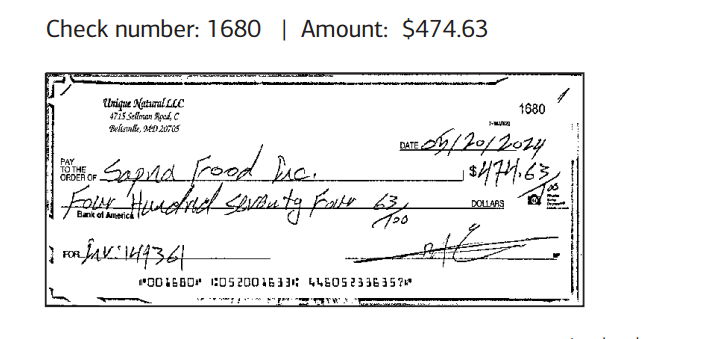 Check number: 1680 | Amount: $474.63
Unique Natural LLC
4715 Sellman Road, C
Beltsville, MD 20705
1680
DATE 05/20/2024
PAY TO THE ORDER OF Sapna Food Inc. $474.63/100
Four Hundred Seventy Four 63/100 DOLLARS
Bank of America
FOR INV: 149361
⑈001680⑈ ⑆052001633⑆ 446052336357⑈